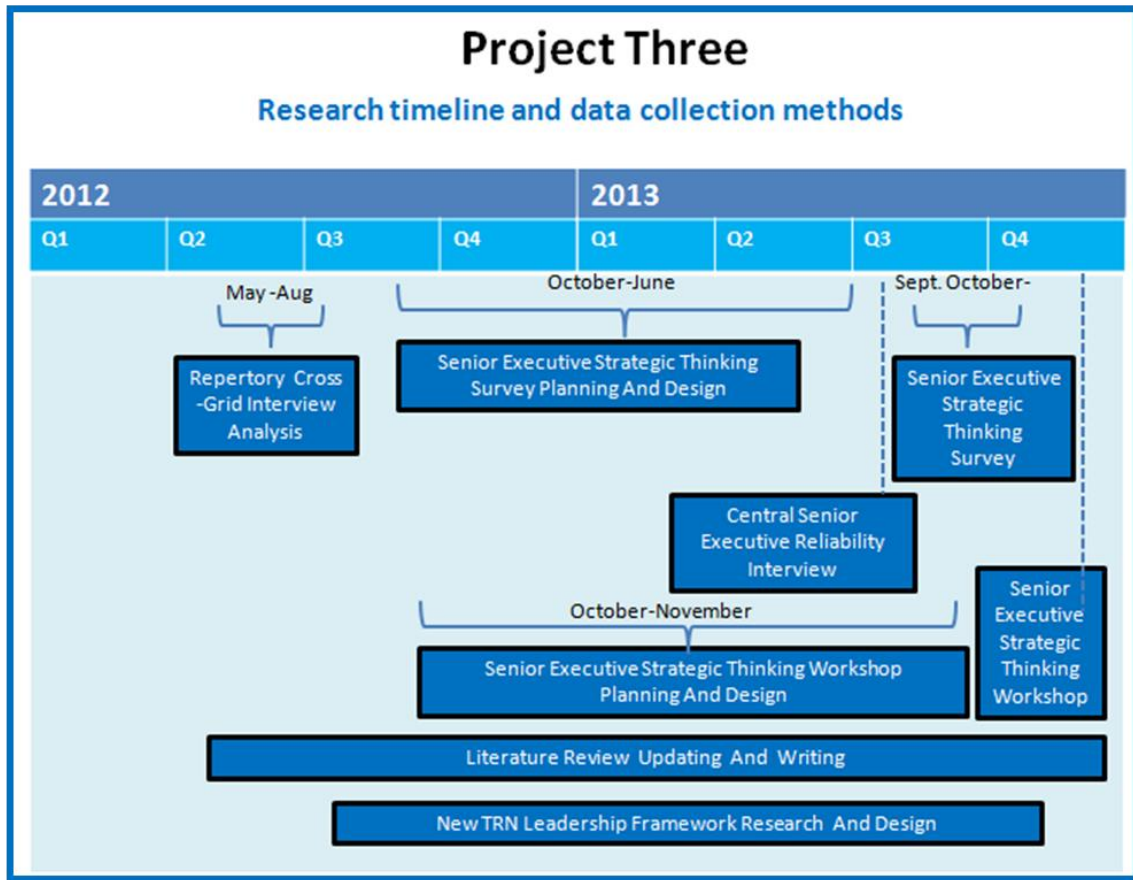 Project Three
Research timeline and data collection methods
2012
2013
Q1
Q2
Q3
Q4
Q1
Q2
Q3
Q4
May -Aug
October-June
Sept. October-
Repertory Cross
-Grid Interview
Analysis
Senior Executive Strategic Thinking
Survey Planning And Design
Senior Executive
Strategic
Thinking
Survey
Central Senior
Executive Reliability
Interview
October-November
Senior Executive Strategic Thinking Workshop
Planning And Design
Senior
Executive
Strategic
Thinking
Workshop
Literature Review Updating And Writing
New TRN Leadership Framework Research And Design